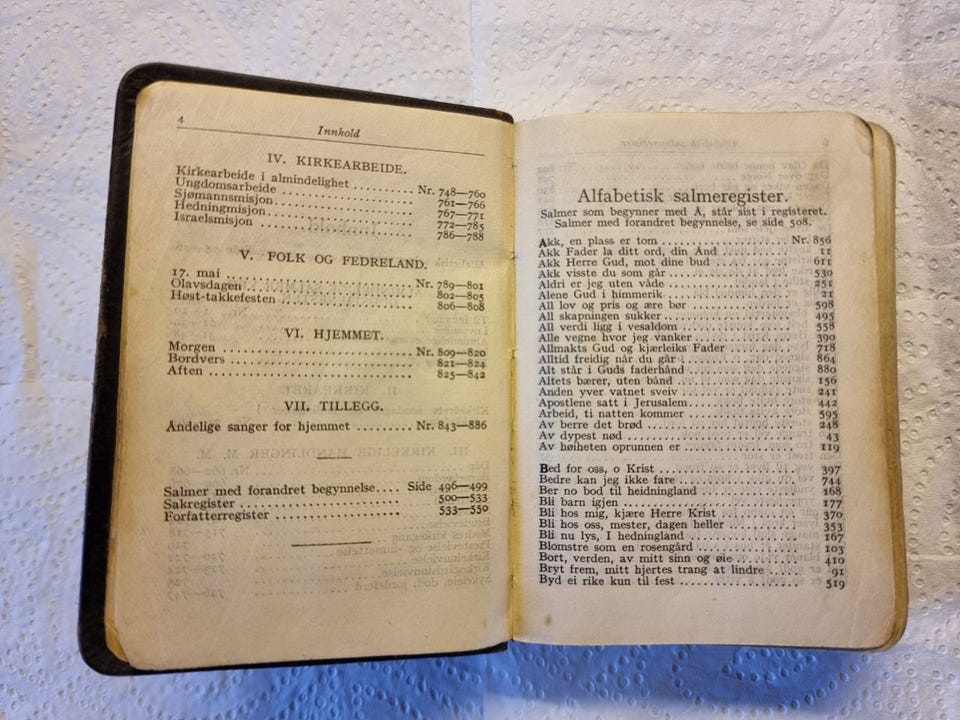 4
Innhold
IV. KIRKEARBEIDE.
Kirkearbeide i almindelighet .......... Nr. 748—760
Ungdomsarbeide .................. 761—766
Sjømannsmisjon................... 767—771
Hedningmisjon.................... 772—785
Israelsmisjon .................... 786—788
V. FOLK OG FEDRELAND.
17. mai ......................... Nr. 789—801
Olavsdagen ...................... 802—805
Høst-takkefesten ................. 806—808
VI. HJEMMET.
Morgen ......................... Nr. 809—820
Bordvers ........................ 821—824
Aften ........................... 825—842
VII. TILLEGG.
Åndelige sanger for hjemmet .......... Nr. 843—886
Salmer med forandret begynnelse.... Side 496—499
Sakregister ...................... 500—533
Forfatterregister ................. 533—550
Alfabetisk salmeregister.
Salmer som begynner med Å, står sist i registeret.
Salmer med forandret begynnelse, se side 508.
Akk, en plass er tom .................... Nr. 856
Akk Fader la ditt ord, din Ånd ........... 11
Akk Herre Gud, mot dine bud ............. 611
Akk visste du som går .................... 530
Aldri er jeg uten våde .................... 251
Alene Gud i himmerik .................... 21
All lov og pris og ære bør ................ 598
All skapningen sukker .................... 495
All verdi ligg i vesaldom ................. 558
Alle vegne hvor jeg vanker ............... 390
Allmakts Gud og kjærleiks Fader .......... 718
Alltid freidig når du går .................. 864
Alt står i Guds faderhånd ................ 880
Altets bærer, uten bånd .................. 156
Anden yver vatnet sveiv .................. 241
Apostlene satt i Jerusalem ................ 442
Arbeid, ti natten kommer ................ 595
Av berre det brød ....................... 248
Av dypest nød .......................... 43
Av høiheten oprunnen er ................. 119
Bed for oss, o Krist ...................... 397
Bedre kan jeg ikke fare ................... 744
Ber no bod til heidningland ............... 168
Bli barn igjen ........................... 177
Bli hos mig, kjære Herre Krist ............ 370
Bli hos oss, mester, dagen heller .......... 353
Bli nu lys, I hedningland ................. 167
Blomstre som en rosengård ............... 103
Bort, verden, av mitt sinn og øie .......... 410
Bryt frem, mitt hjertes trang at lindre ..... 91
Byd ei rike kun til fest ................... 519